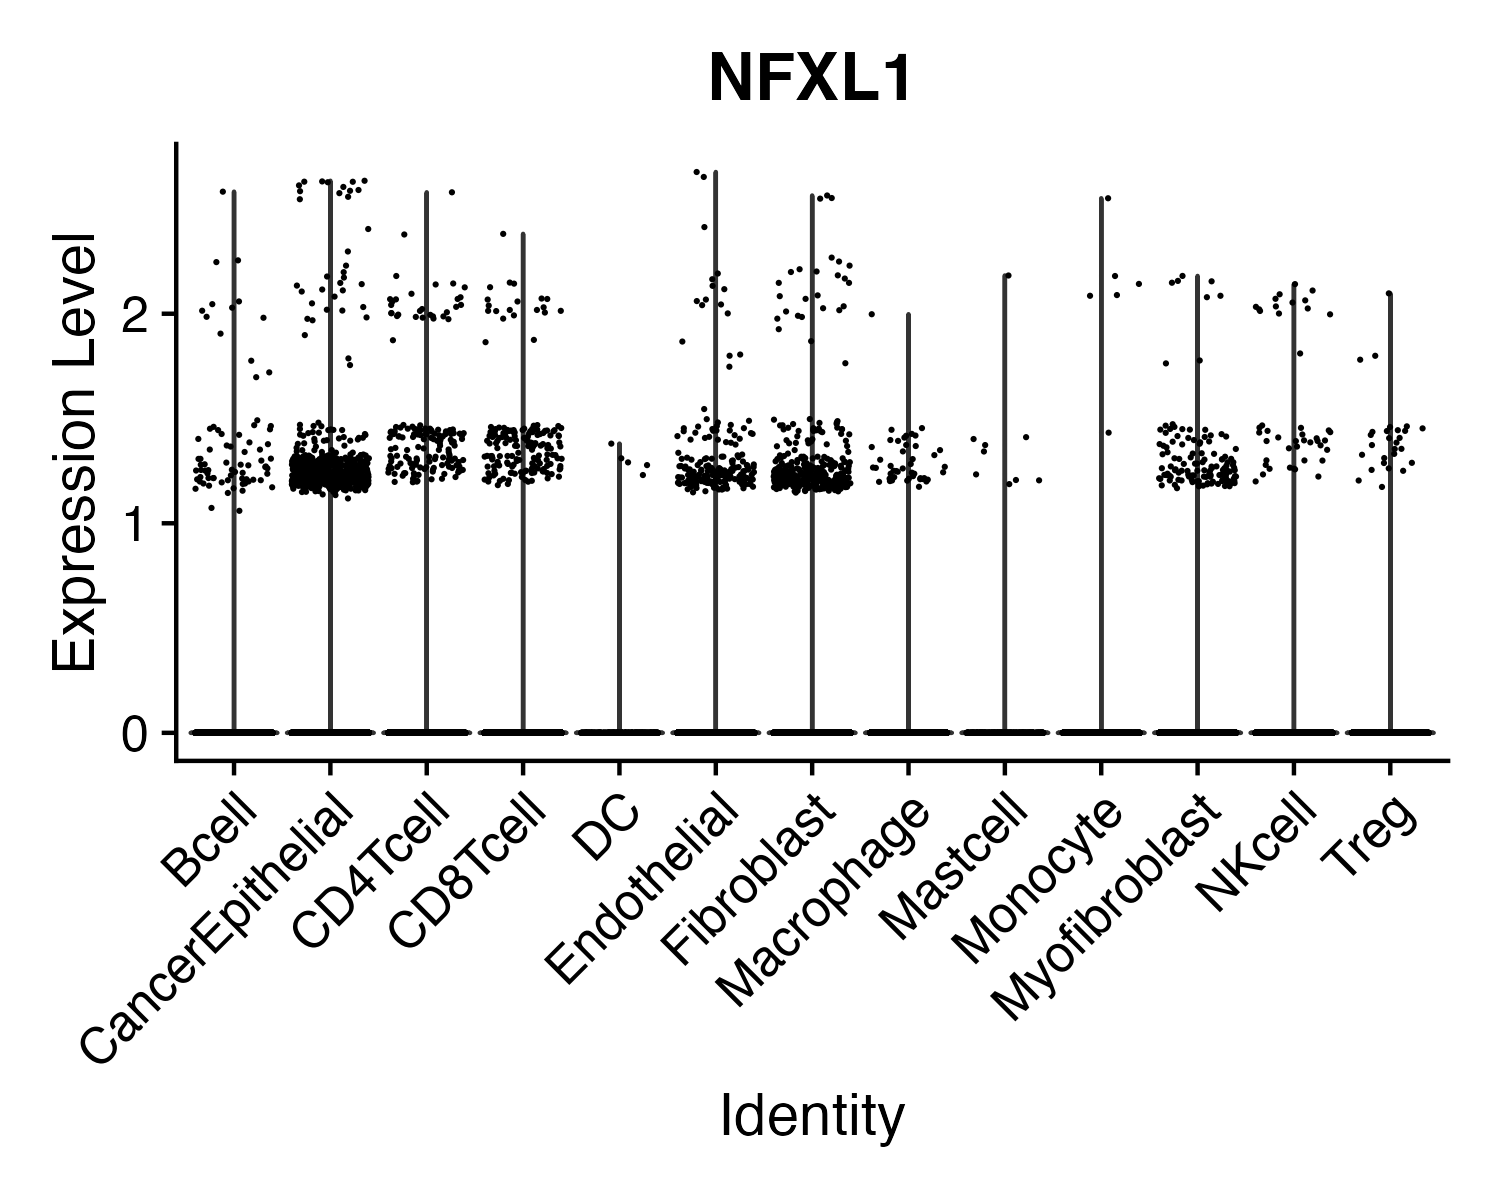 NFXL1
Expression Level
2
1
0
Bcell
CancerEpithelial
CD4Tcell
CD8Tcell
DC
Endothelial
Fibroblast
Macrophage
Mastcell
Monocyte
Myofibroblast
NKcell
Treg
Identity